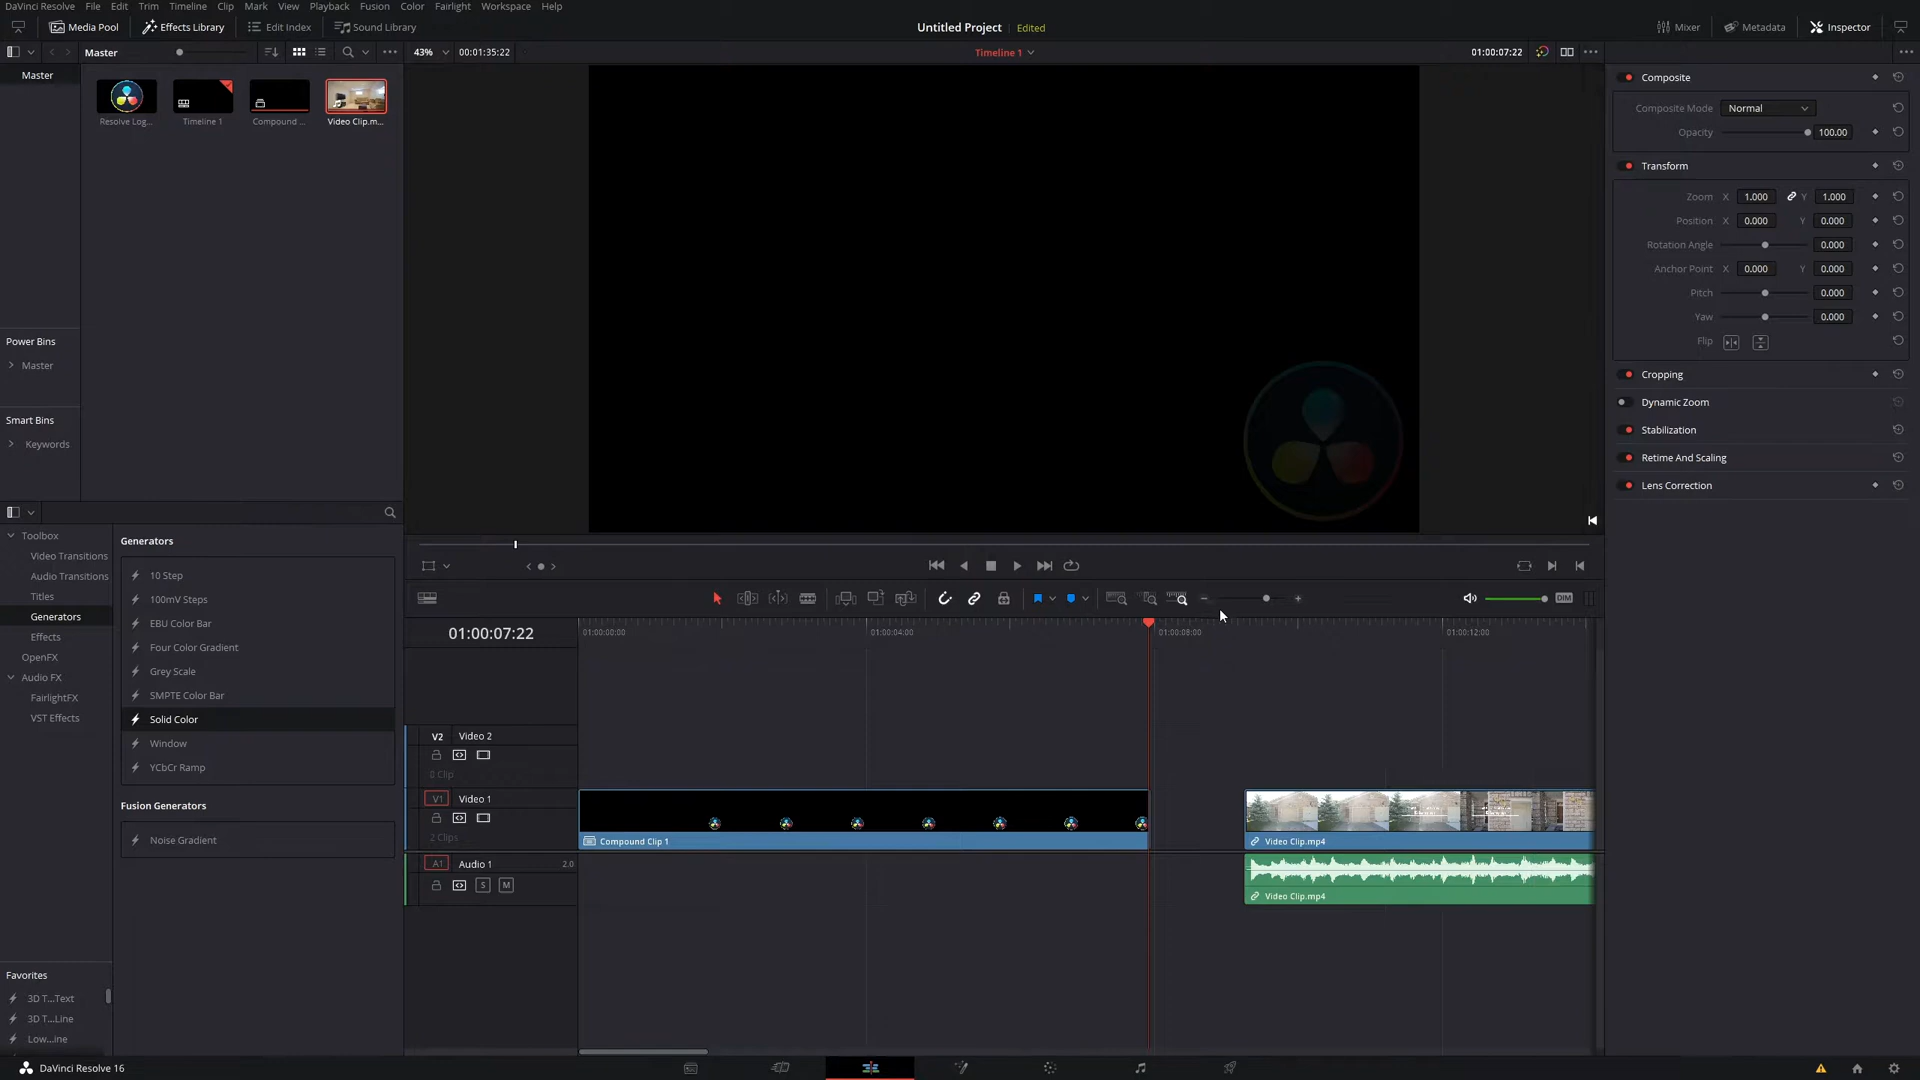 DaVinci Resolve File Edit Trim Timeline Clip Mark View Playback Fusion Color Fairlight Workspace Help
Media Pool Effects Library Edit Index Sound Library Untitled Project Edited Mixer Metadata Inspector
Master 43% 00:01:35:22 Timeline 1 01:00:07:22
Master
Resolve Log... Timeline 1 Compound ... Video Clip.m...
Power Bins
Master
Smart Bins
Keywords
Composite
Composite Mode Normal
Opacity 100.00
Transform
Zoom X 1.000 Y 1.000
Position X 0.000 Y 0.000
Rotation Angle 0.000
Anchor Point X 0.000 Y 0.000
Pitch 0.000
Yaw 0.000
Flip
Cropping
Dynamic Zoom
Stabilization
Retime And Scaling
Lens Correction
Toolbox
Video Transitions
Audio Transitions
Titles
Generators
Effects
OpenFX
Audio FX
FairlightFX
VST Effects
Generators
10 Step
100mV Steps
EBU Color Bar
Four Color Gradient
Grey Scale
SMPTE Color Bar
Solid Color
Window
YCbCr Ramp
Fusion Generators
Noise Gradient
Favorites
3D T...Text
3D T...Line
Low...ine
DIM
01:00:07:22 01:00:00:00 01:00:04:00 01:00:08:00 01:00:12:00
V2 Video 2
0 Clip
V1 Video 1
2 Clips
Compound Clip 1 Video Clip.mp4
A1 Audio 1 2.0
S M
Video Clip.mp4
DaVinci Resolve 16